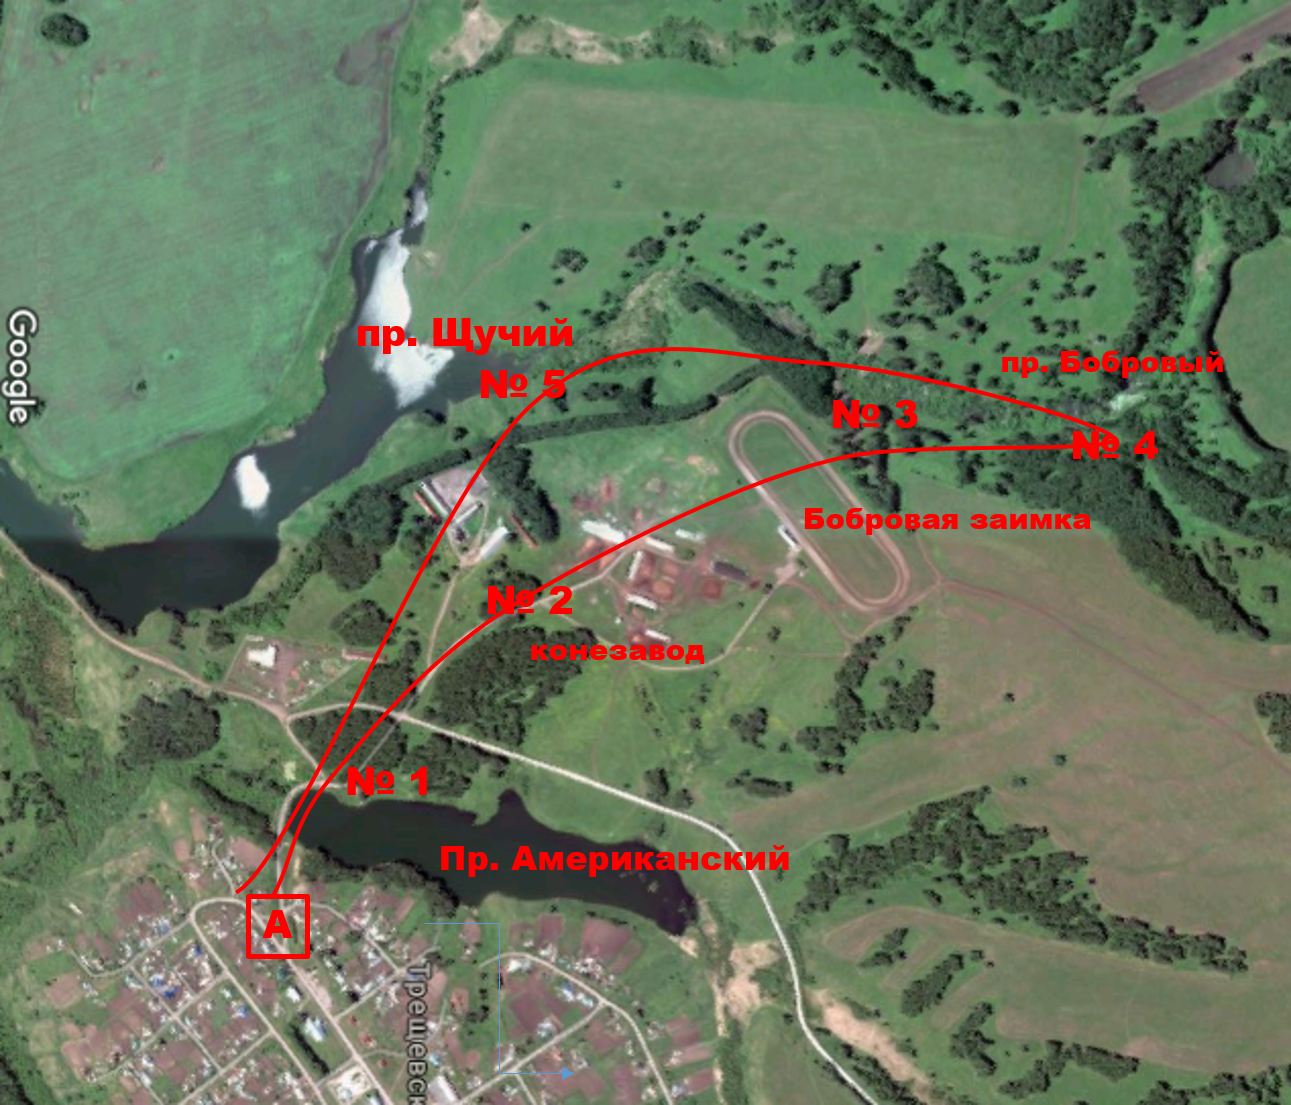 Google
пр. Щучий
№ 5
пр. Бобровый
№ 3
№ 4
Бобровая заимка
№ 2
конезавод
№ 1
Пр. Американский
А
Трещевск